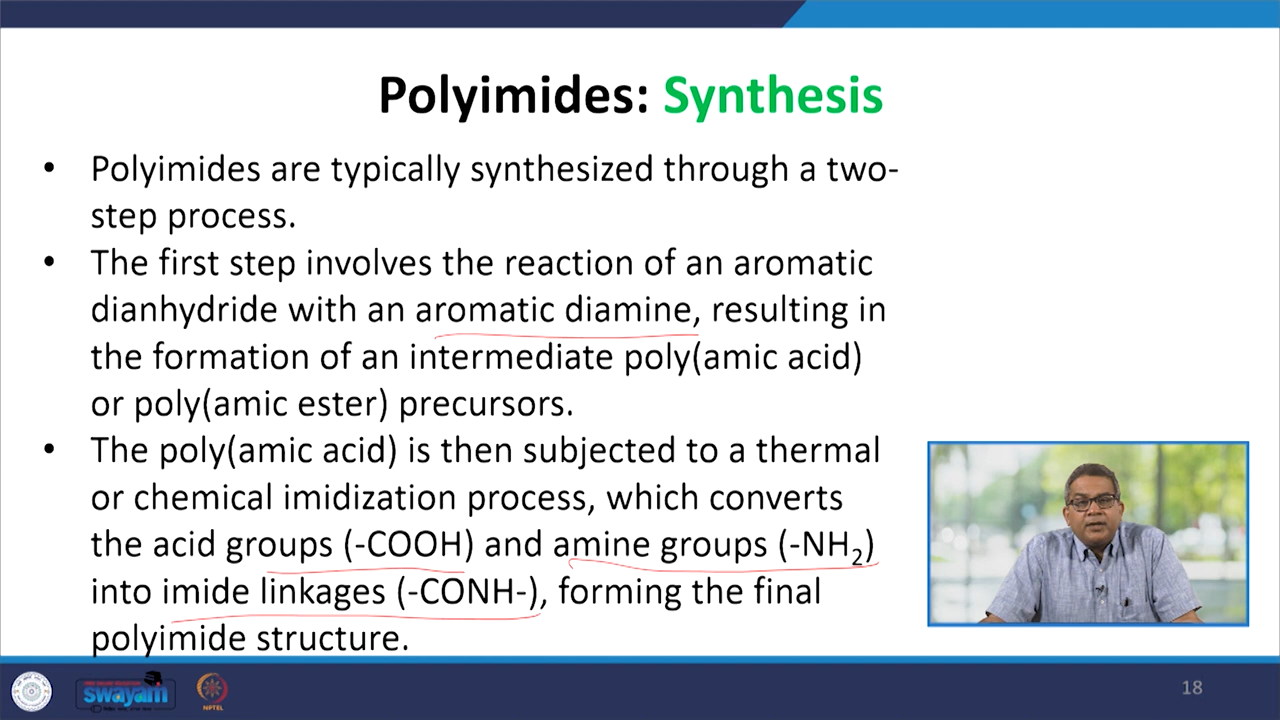 Polyimides: Synthesis
• Polyimides are typically synthesized through a two-
step process.
• The first step involves the reaction of an aromatic
dianhydride with an aromatic diamine, resulting in
the formation of an intermediate poly(amic acid)
or poly(amic ester) precursors.
• The poly(amic acid) is then subjected to a thermal
or chemical imidization process, which converts
the acid groups (-COOH) and amine groups (-NH₂)
into imide linkages (-CONH-), forming the final
polyimide structure.
swayam
NPTEL
18